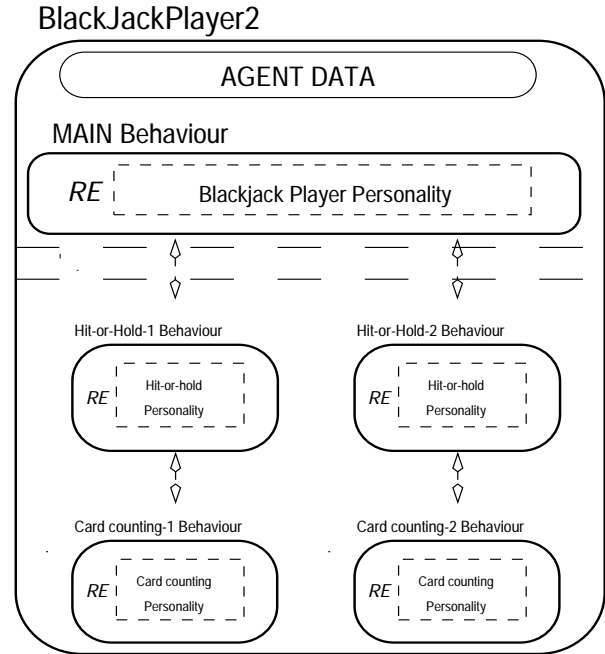 BlackJackPlayer2
AGENT DATA
MAIN Behaviour
RE Blackjack Player Personality
Hit-or-Hold-1 Behaviour Hit-or-Hold-2 Behaviour
Hit-or-hold Hit-or-hold
RE Personality RE Personality
Card counting-1 Behaviour Card counting-2 Behaviour
Card counting Card counting
RE Personality RE Personality